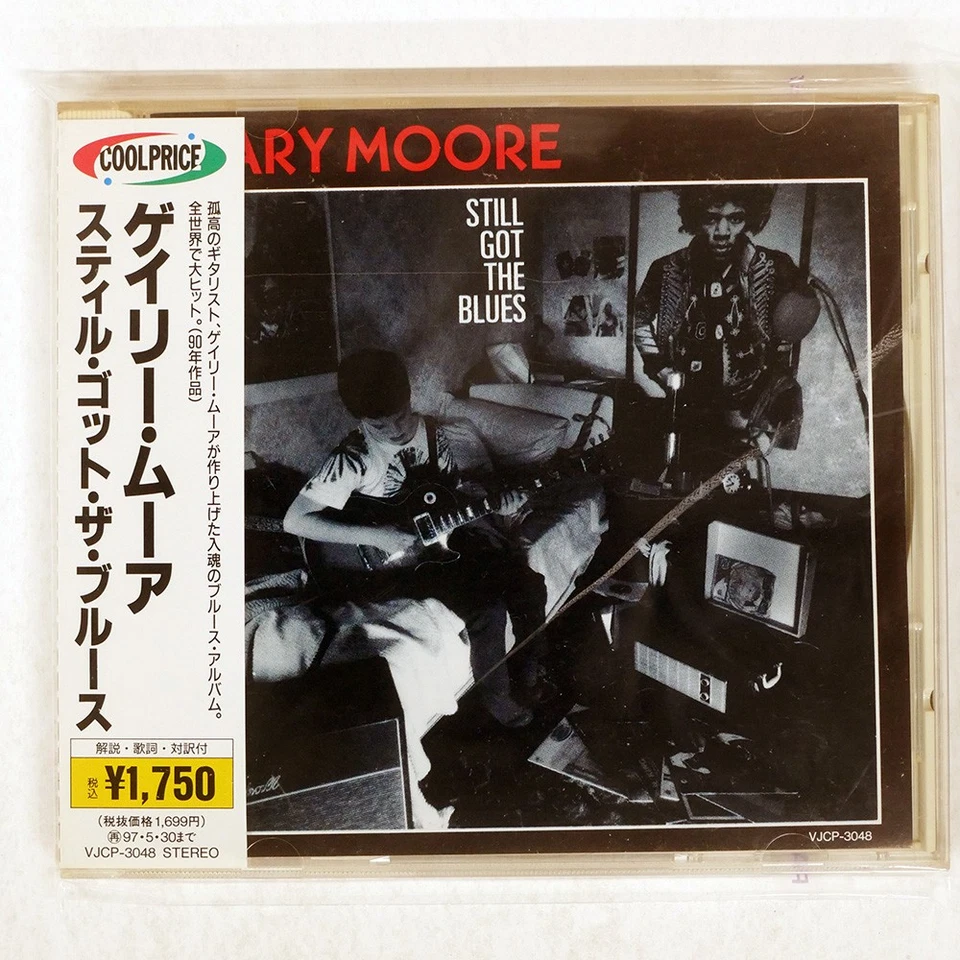 COOLPRICE
ゲイリー・ムーア
スティル・ゴット・ザ・ブルース
孤高のギタリスト、ゲイリー・ムーアが作り上げた入魂のブルース・アルバム。
全世界で大ヒット。(90年作品)
解説・歌詞・対訳付
税込 ¥1,750
(税抜価格1,699円)
再97・5・30まで
VJCP-3048 STEREO
ARY MOORE
STILL
GOT
THE
BLUES
VJCP-3048